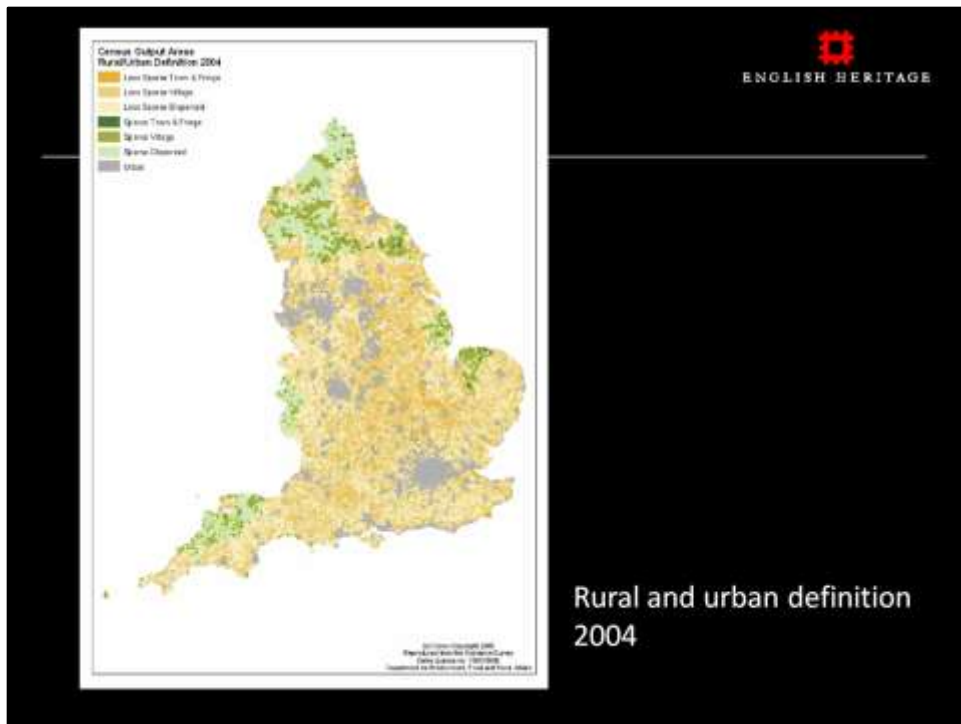 Census Output Areas
Rural/Urban Definition 2004
Less Sparse Town & Fringe
Less Sparse Village
Less Sparse Dispersed
Sparse Town & Fringe
Sparse Village
Sparse Dispersed
Urban
ENGLISH HERITAGE
Rural and urban definition
2004